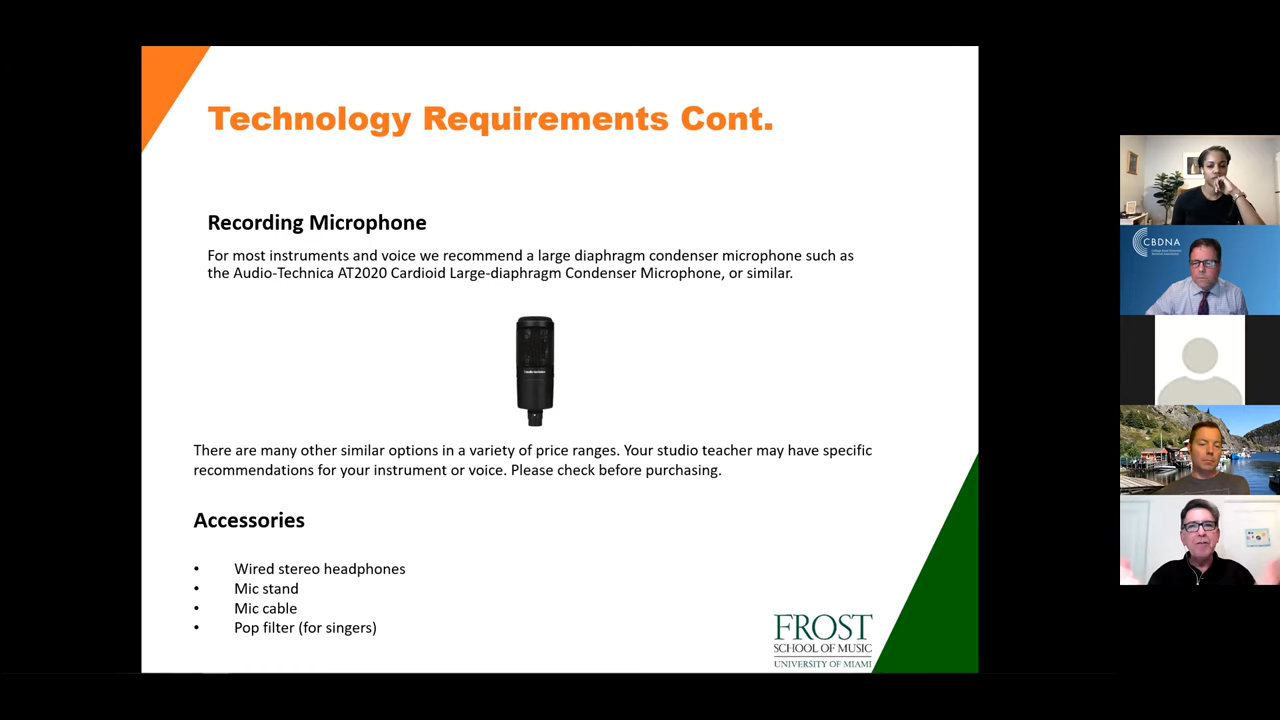 Technology Requirements Cont.
Recording Microphone
For most instruments and voice we recommend a large diaphragm condenser microphone such as
the Audio-Technica AT2020 Cardioid Large-diaphragm Condenser Microphone, or similar.
There are many other similar options in a variety of price ranges. Your studio teacher may have specific
recommendations for your instrument or voice. Please check before purchasing.
Accessories
• Wired stereo headphones
• Mic stand
• Mic cable
• Pop filter (for singers)
FROST
SCHOOL OF MUSIC
UNIVERSITY OF MIAMI
CBDNA